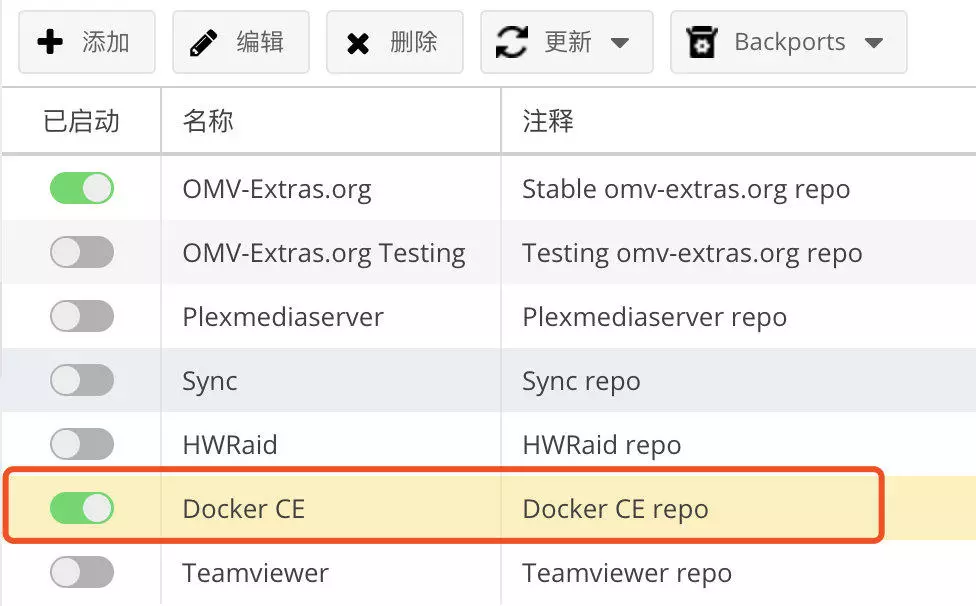 添加 编辑 删除 更新 Backports
已启动 名称 注释
OMV-Extras.org Stable omv-extras.org repo
OMV-Extras.org Testing Testing omv-extras.org repo
Plexmediaserver Plexmediaserver repo
Sync Sync repo
HWRaid HWRaid repo
Docker CE Docker CE repo
Teamviewer Teamviewer repo